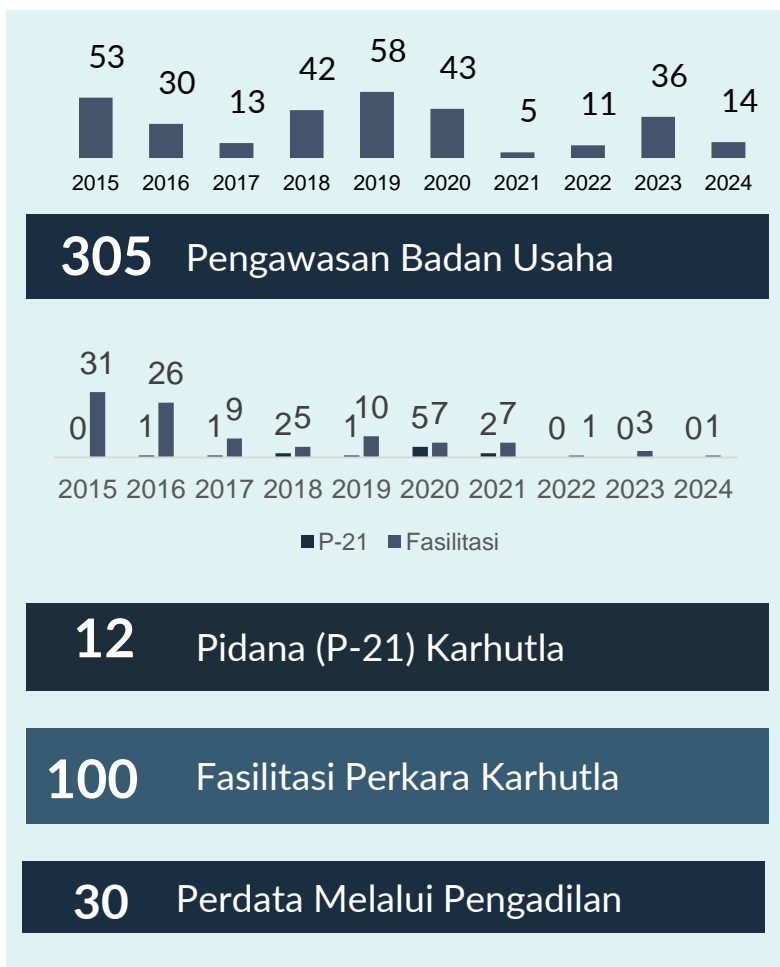 53 30 13 42 58 43 5 11 36 14
2015 2016 2017 2018 2019 2020 2021 2022 2023 2024
305 Pengawasan Badan Usaha
0 31 1 26 1 9 2 5 1 10 5 7 2 7 0 1 0 3 0 1
2015 2016 2017 2018 2019 2020 2021 2022 2023 2024
P-21 Fasilitasi
12 Pidana (P-21) Karhutla
100 Fasilitasi Perkara Karhutla
30 Perdata Melalui Pengadilan